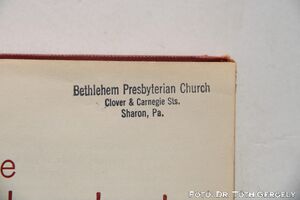 Bethlehem Presbyterian Church
Clover & Carnegie Sts.
Sharon, Pa.
e
Foto: Dr. Tóth Gergely